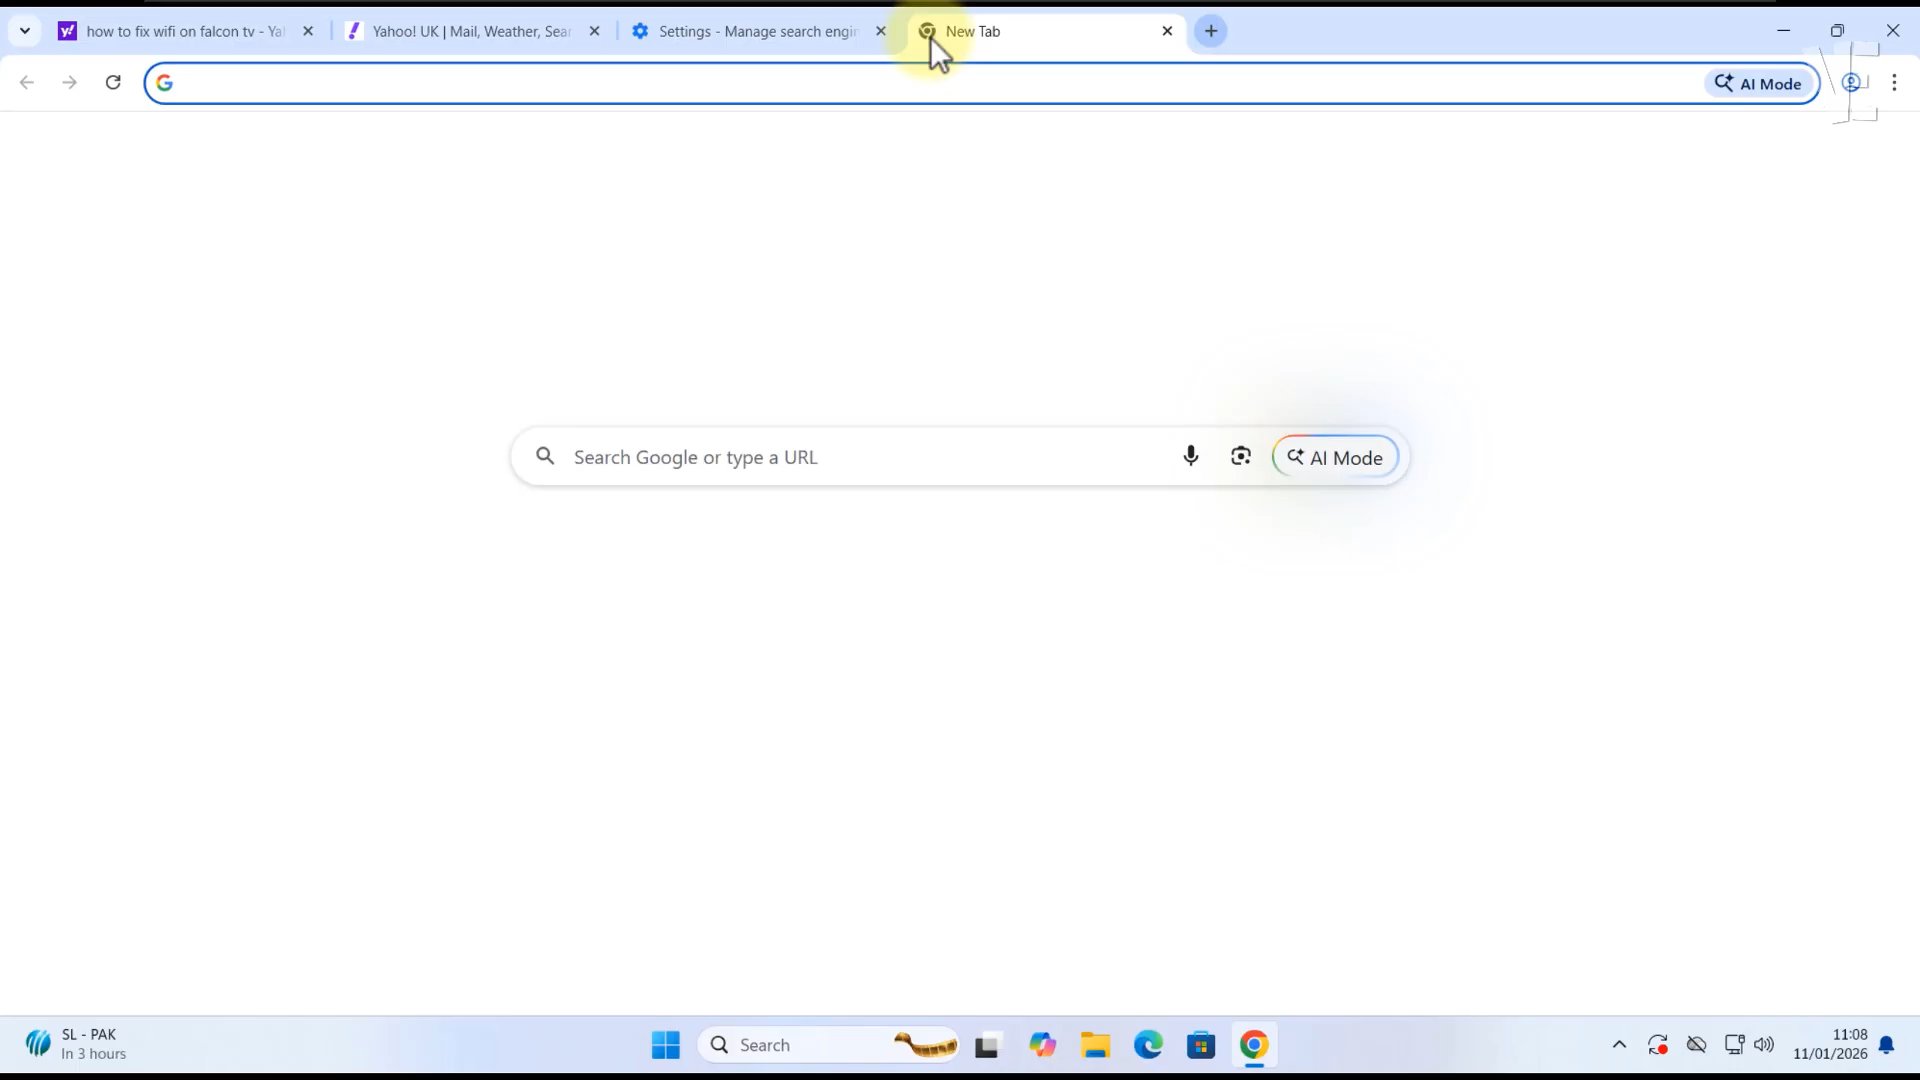 how to fix wifi on falcon tv - Ya
Yahoo! UK | Mail, Weather, Sear
Settings - Manage search engin
New Tab
AI Mode
Search Google or type a URL
AI Mode
SL - PAK
In 3 hours
Search
11:08
11/01/2026